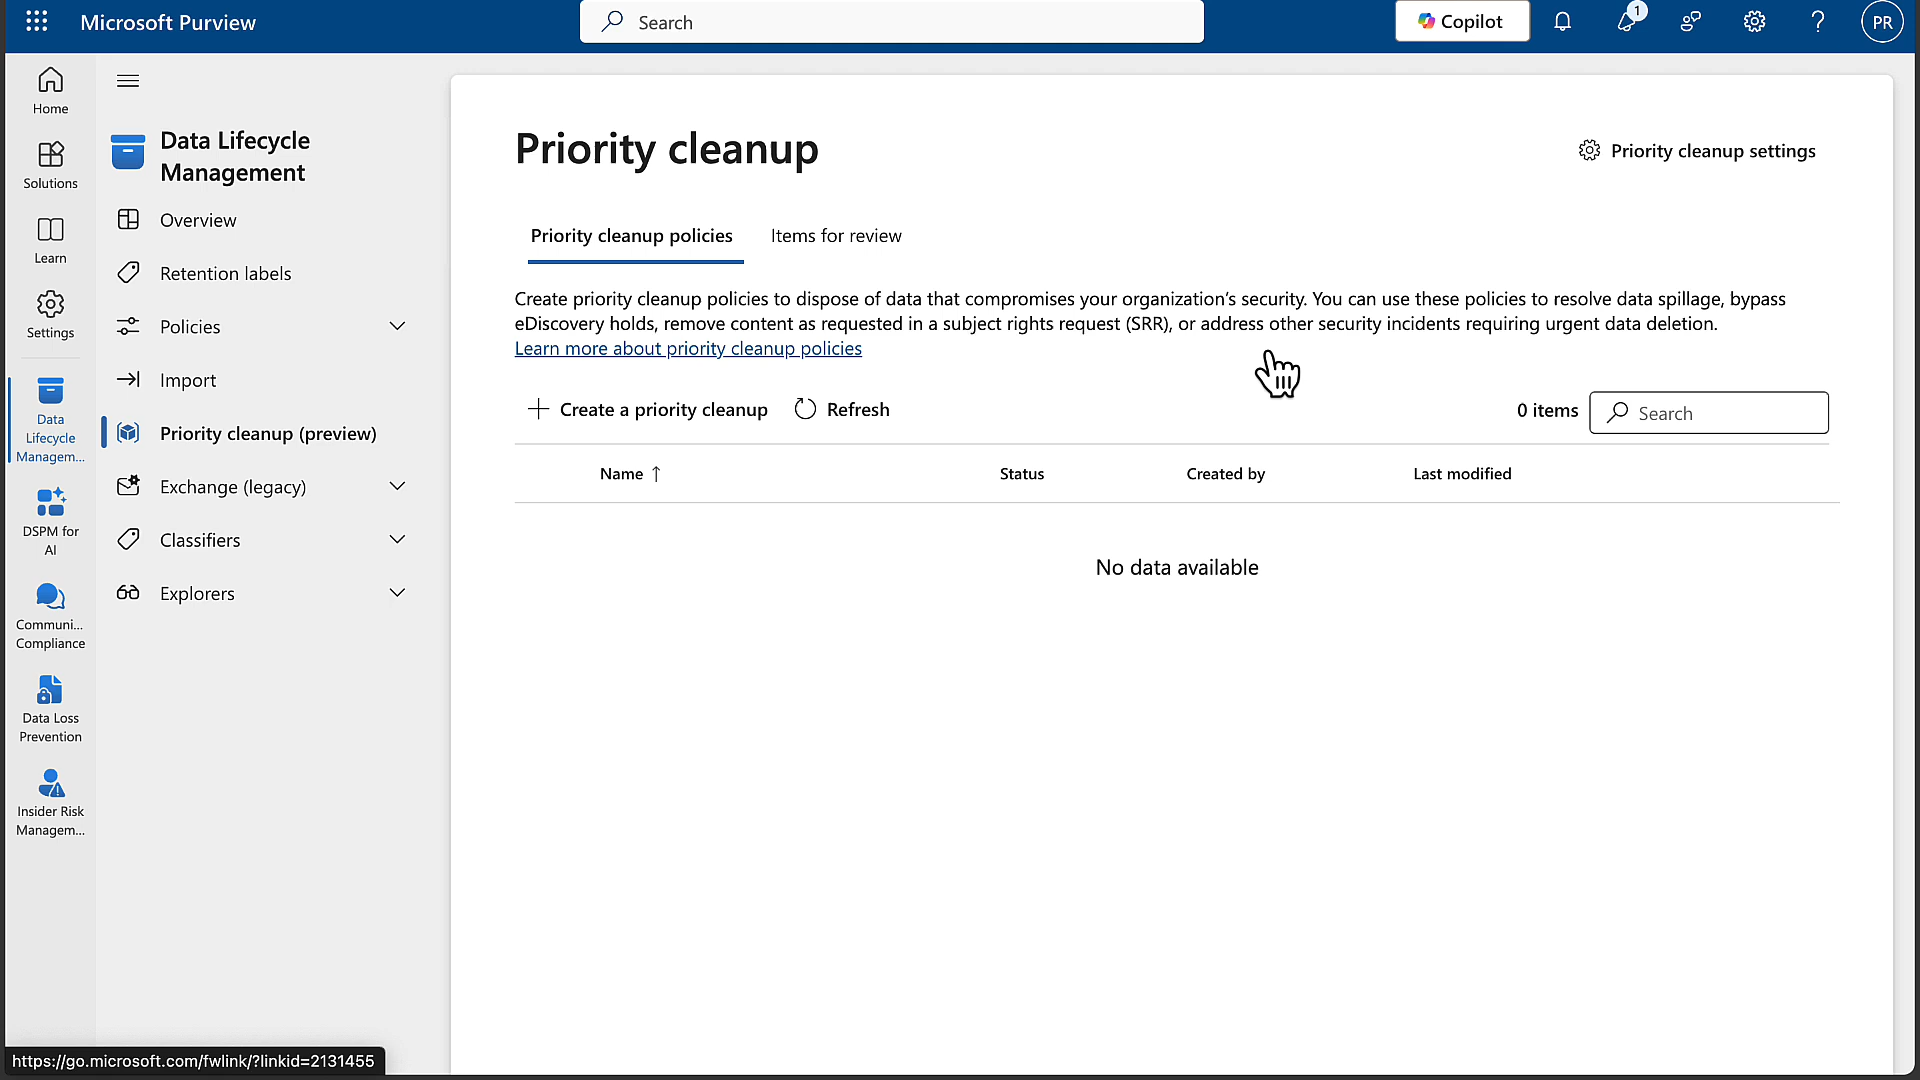 Microsoft Purview
Search
Copilot
1
PR
Home
Solutions
Learn
Settings
Data
Lifecycle
Managem...
DSPM for
AI
Communi...
Compliance
Data Loss
Prevention
Insider Risk
Managem...
Data Lifecycle
Management
Overview
Retention labels
Policies
Import
Priority cleanup (preview)
Exchange (legacy)
Classifiers
Explorers
Priority cleanup
Priority cleanup settings
Priority cleanup policies
Items for review
Create priority cleanup policies to dispose of data that compromises your organization’s security. You can use these policies to resolve data spillage, bypass
eDiscovery holds, remove content as requested in a subject rights request (SRR), or address other security incidents requiring urgent data deletion.
Learn more about priority cleanup policies
Create a priority cleanup
Refresh
0 items
Search
Name
Status
Created by
Last modified
No data available
https://go.microsoft.com/fwlink/?linkid=2131455